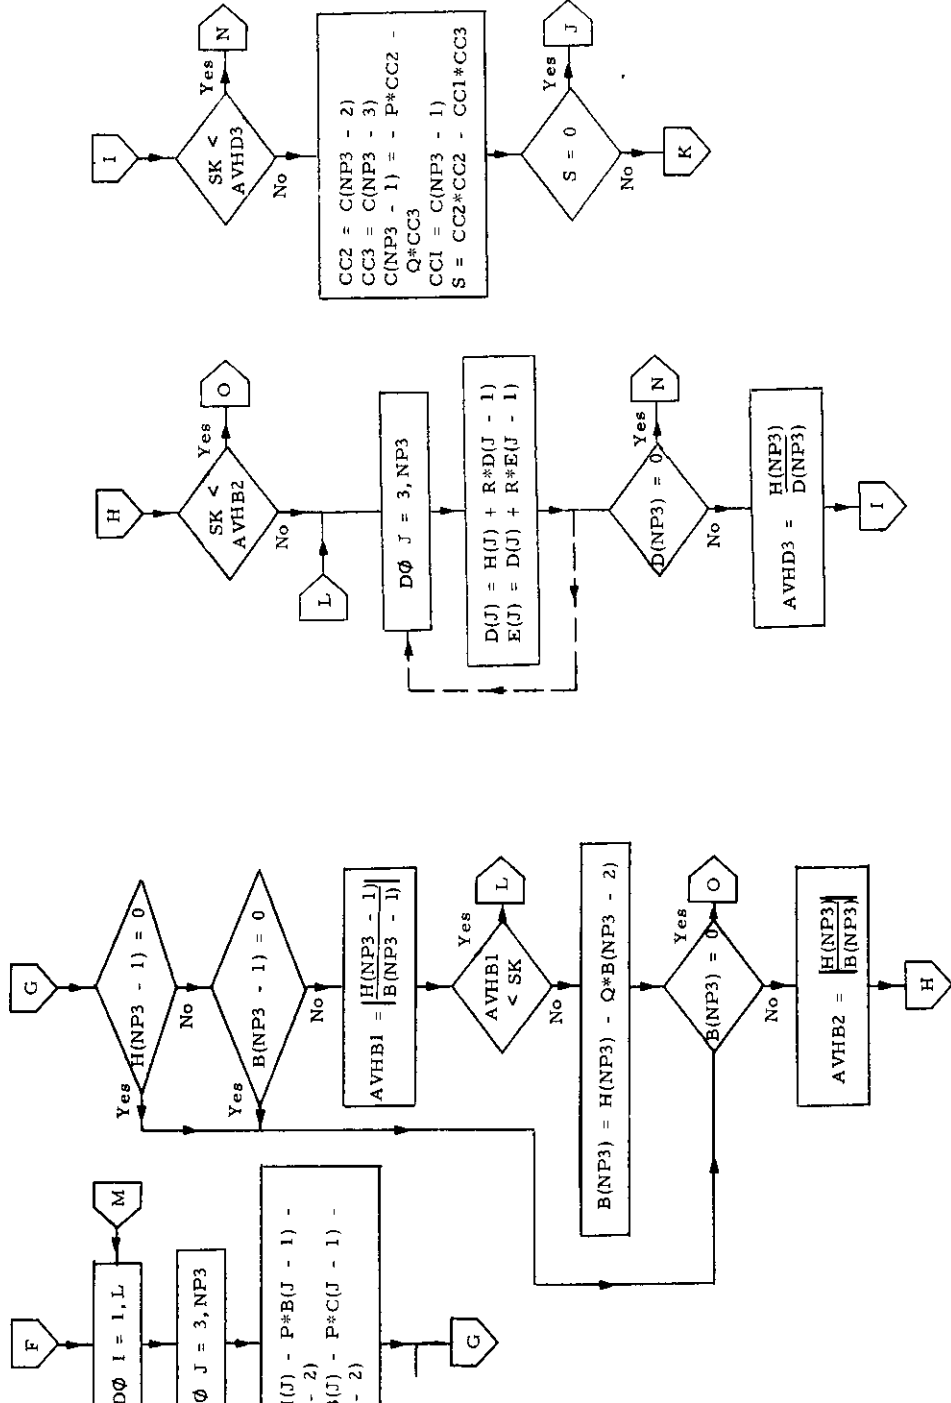 F
M
DØ I = 1, L
Ø J = 3, NP3
(J) - P*B(J - 1) -
- 2)
(J) - P*C(J - 1) -
- 2)
G
G
H(NP3 - 1) = 0
Yes
No
B(NP3 - 1) = 0
Yes
No
AVHB1 = |H(NP3 - 1)
B(NP3 - 1)|
AVHB1
< SK
Yes
L
No
B(NP3) = H(NP3) - Q*B(NP3 - 2)
B(NP3) = 0
Yes
O
No
AVHB2 = |H(NP3)
B(NP3)|
H
H
SK <
AVHB2
Yes
O
No
L
DØ J = 3, NP3
D(J) = H(J) + R*D(J - 1)
E(J) = D(J) + R*E(J - 1)
D(NP3) = 0
Yes
N
No
AVHD3 = H(NP3)
D(NP3)
I
I
SK <
AVHD3
Yes
N
No
CC2 = C(NP3 - 2)
CC3 = C(NP3 - 3)
C(NP3 - 1) = - P*CC2 -
Q*CC3
CC1 = C(NP3 - 1)
S = CC2*CC2 - CC1*CC3
S = 0
Yes
J
No
K